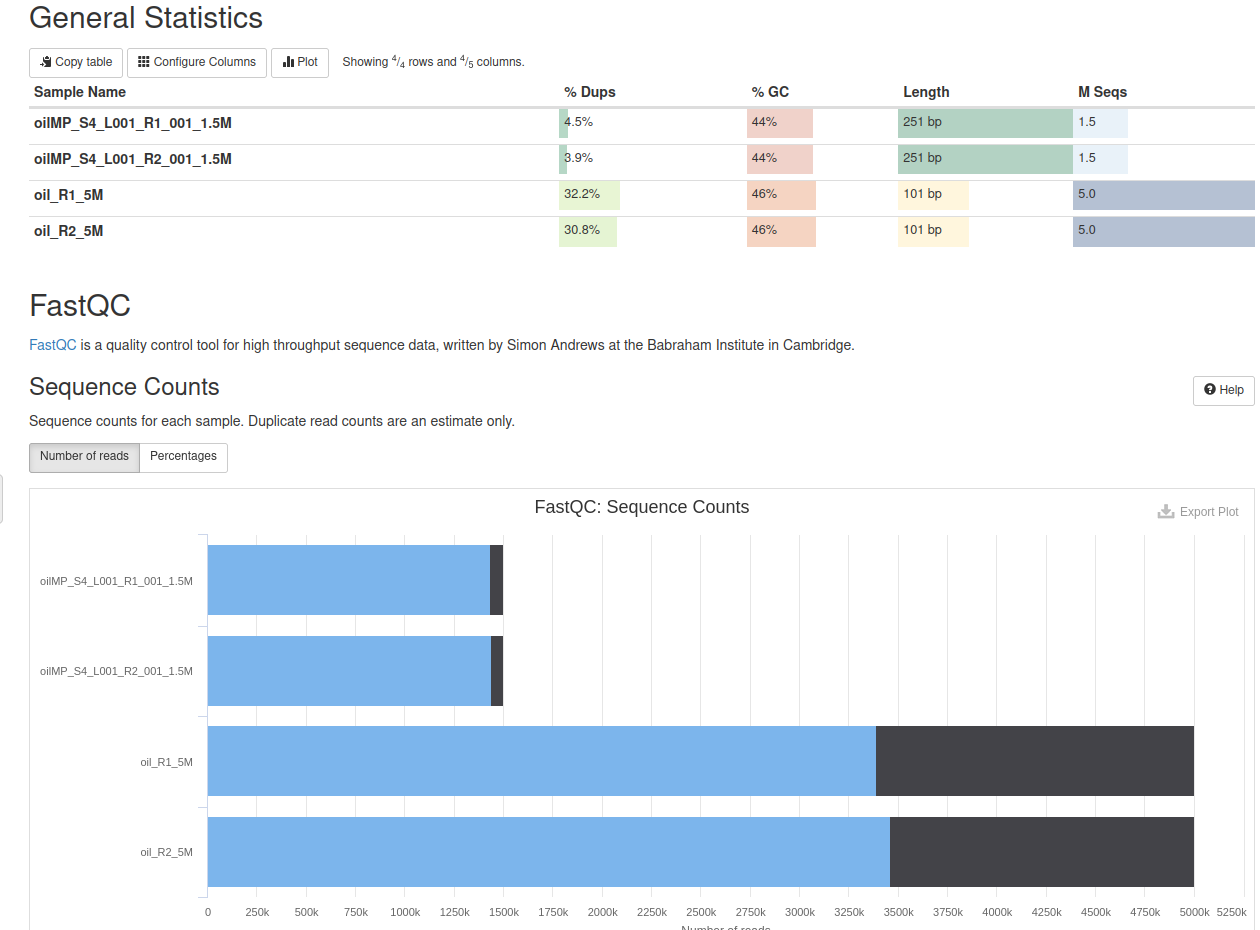 General Statistics
Copy table Configure Columns Plot Showing 4/4 rows and 4/5 columns.
Sample Name % Dups % GC Length M Seqs
oilMP_S4_L001_R1_001_1.5M 4.5% 44% 251 bp 1.5
oilMP_S4_L001_R2_001_1.5M 3.9% 44% 251 bp 1.5
oil_R1_5M 32.2% 46% 101 bp 5.0
oil_R2_5M 30.8% 46% 101 bp 5.0
FastQC
FastQC is a quality control tool for high throughput sequence data, written by Simon Andrews at the Babraham Institute in Cambridge.
Sequence Counts
Help
Sequence counts for each sample. Duplicate read counts are an estimate only.
Number of reads Percentages
FastQC: Sequence Counts
Export Plot
oilMP_S4_L001_R1_001_1.5M
oilMP_S4_L001_R2_001_1.5M
oil_R1_5M
oil_R2_5M
0 250k 500k 750k 1000k 1250k 1500k 1750k 2000k 2250k 2500k 2750k 3000k 3250k 3500k 3750k 4000k 4250k 4500k 4750k 5000k 5250k
Number of reads